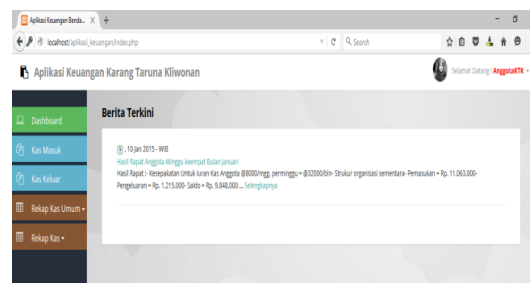 Aplikasi Keuangan Benda...
localhost/aplikasi_keuangan/index.php
Search
Aplikasi Keuangan Karang Taruna Kliwonan
Selamat Datang ! AnggotaKTK
Dashboard
Kas Masuk
Kas Keluar
Rekap Kas Umum
Rekap Kas
Berita Terkini
, 10 Jan 2015 - WIB
Hasil Rapat Anggota Minggu keempat Bulan Januari
Hasil Rapat :- Kesepakatan Untuk Iuran Kas Anggota @8000/mgg. perminggu = @32000/bln- Strukur organisasi sementara- Pemasukan = Rp. 11.063.000-
Pengeluaran = Rp. 1.215.000- Saldo = Rp. 9.848.000 ... Selengkapnya